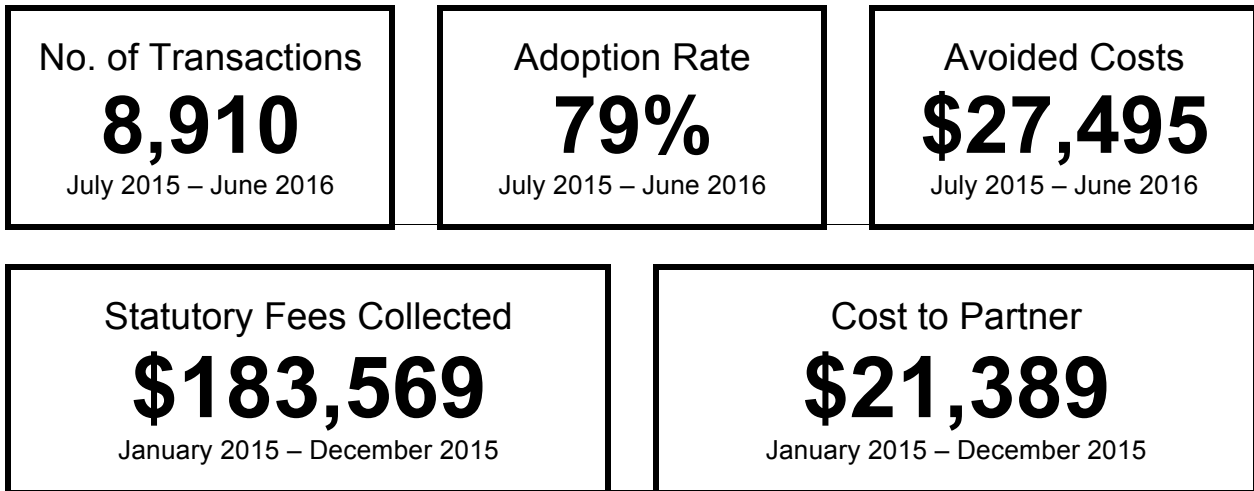 No. of Transactions
8,910
July 2015 – June 2016
Adoption Rate
79%
July 2015 – June 2016
Avoided Costs
$27,495
July 2015 – June 2016
Statutory Fees Collected
$183,569
January 2015 – December 2015
Cost to Partner
$21,389
January 2015 – December 2015